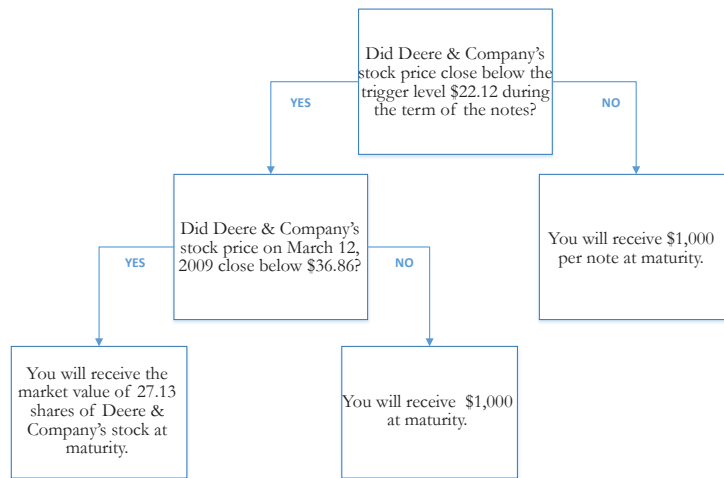 Did Deere & Company's
stock price close below the
trigger level $22.12 during
the term of the notes?
YES
NO
Did Deere & Company's
stock price on March 12,
2009 close below $36.86?
You will receive $1,000
per note at maturity.
YES
NO
You will receive the
market value of 27.13
shares of Deere &
Company's stock at
maturity.
You will receive $1,000
at maturity.